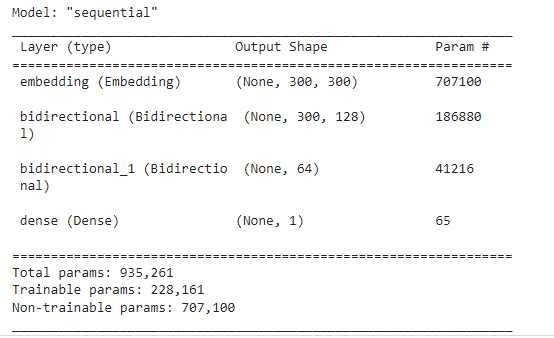 Model: "sequential"
_________________________________________________________________
Layer (type) Output Shape Param #
=================================================================
embedding (Embedding) (None, 300, 300) 707100
bidirectional (Bidirectiona (None, 300, 128) 186880
l)
bidirectional_1 (Bidirectio (None, 64) 41216
nal)
dense (Dense) (None, 1) 65
=================================================================
Total params: 935,261
Trainable params: 228,161
Non-trainable params: 707,100
_________________________________________________________________